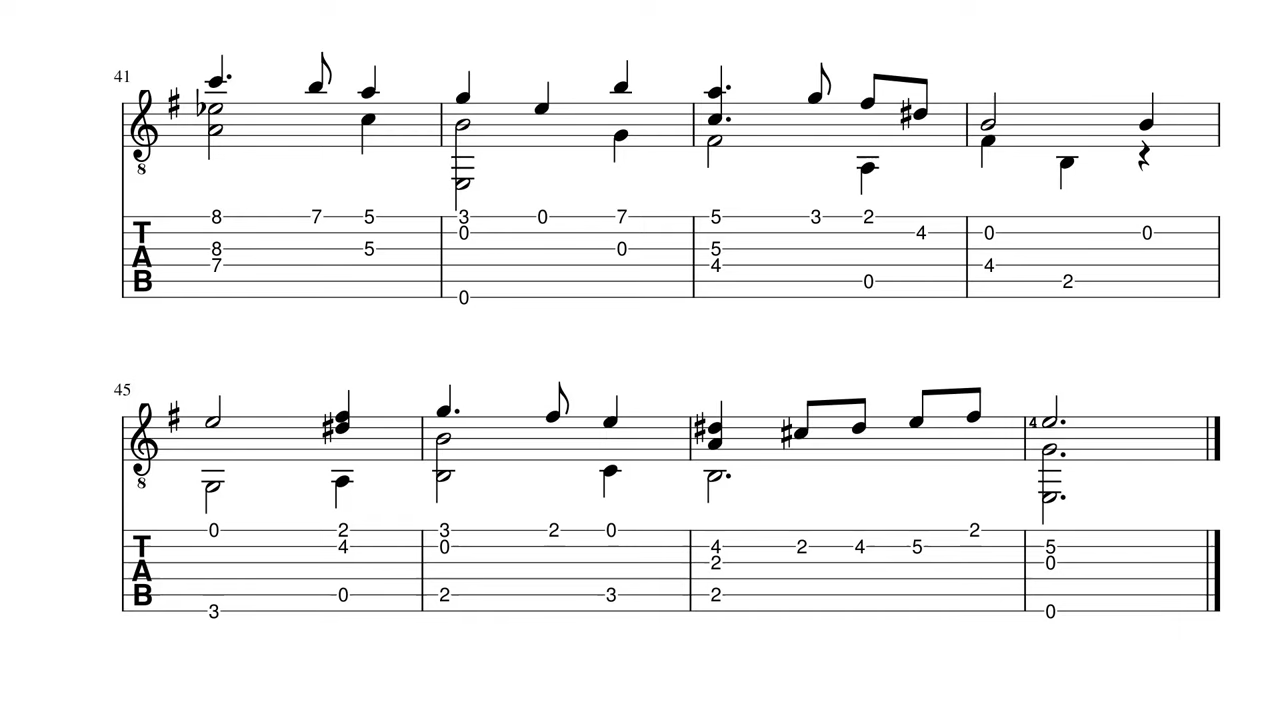 41
8
8 7 5 3 0 7 5 3 2
T 0 4 0 0
8 5 0 5
A 7 4 4
B 0 2
0
45
8
0 2 3 2 0 2
T 4 0 4 2 4 5 5
A 2 0
B 0 2 3 2
3 0
4